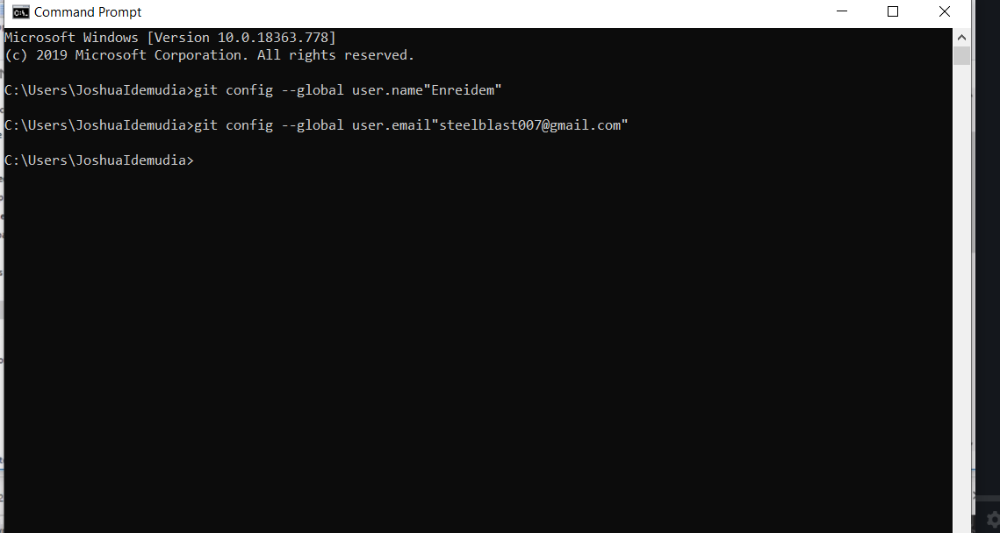 Command Prompt
Microsoft Windows [Version 10.0.18363.778]
(c) 2019 Microsoft Corporation. All rights reserved.
C:\Users\JoshuaIdemudia>git config --global user.name"Enreidem"
C:\Users\JoshuaIdemudia>git config --global user.email"steelblast007@gmail.com"
C:\Users\JoshuaIdemudia>